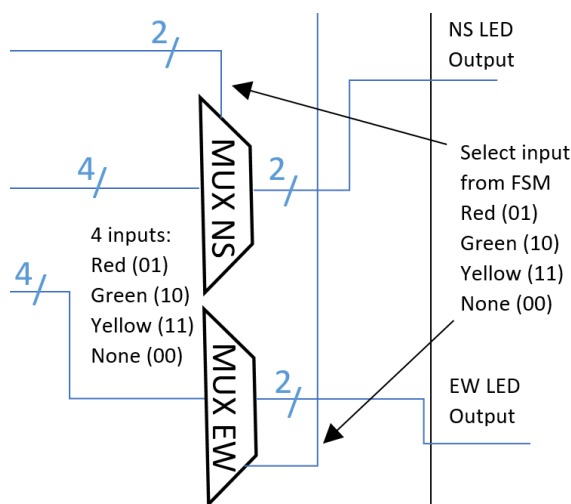 2
NS LED
Output
MUX NS
4
2
Select input
from FSM
Red (01)
Green (10)
Yellow (11)
None (00)
4 inputs:
Red (01)
Green (10)
Yellow (11)
None (00)
4
MUX EW
2
EW LED
Output